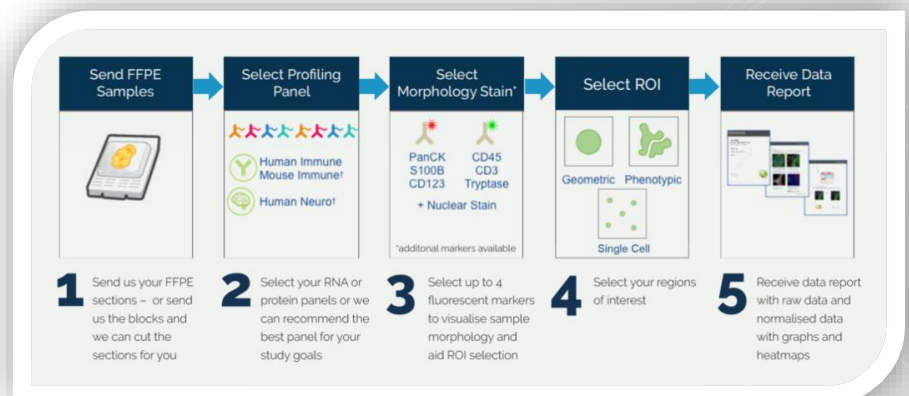 Send FFPE
Samples
Select Profiling
Panel
Select
Morphology Stain*
Select ROI
Receive Data
Report
Human Immune
Mouse Immune†
Human Neuro†
PanCK
S100B
CD123
CD45
CD3
Tryptase
+ Nuclear Stain
*additonal markers available
Geometric
Phenotypic
Single Cell
1
Send us your FFPE
sections – or send
us the blocks and
we can cut the
sections for you
2
Select your RNA or
protein panels or we
can recommend the
best panel for your
study goals
3
Select up to 4
fluorescent markers
to visualise sample
morphology and
aid ROI selection
4
Select your regions
of interest
5
Receive data report
with raw data and
normalised data
with graphs and
heatmaps